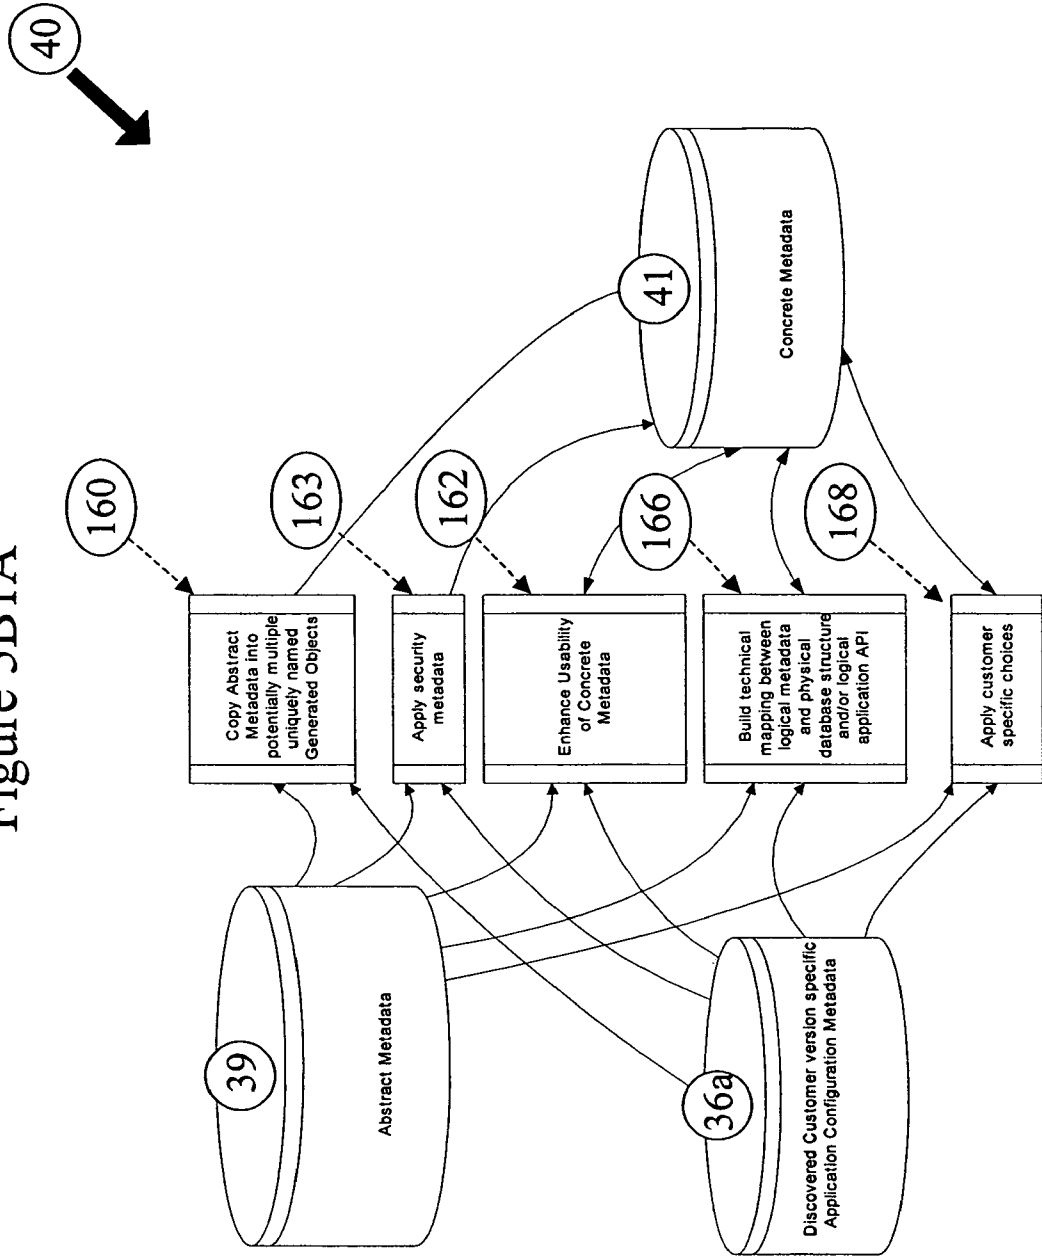 Figure
40
160
Copy Abstract
Metadata into
potentially multiple
uniquely named
Generated Objects
163
Apply security
metadata
162
Enhance Usability
of Concrete
Metadata
166
Build technical
mapping between
logical metadata
and physical
database structure
and/or logical
application API
168
Apply customer
specific choices
39
Abstract Metadata
36a
Discovered Customer version specific
Application Configuration Metadata
41
Concrete Metadata